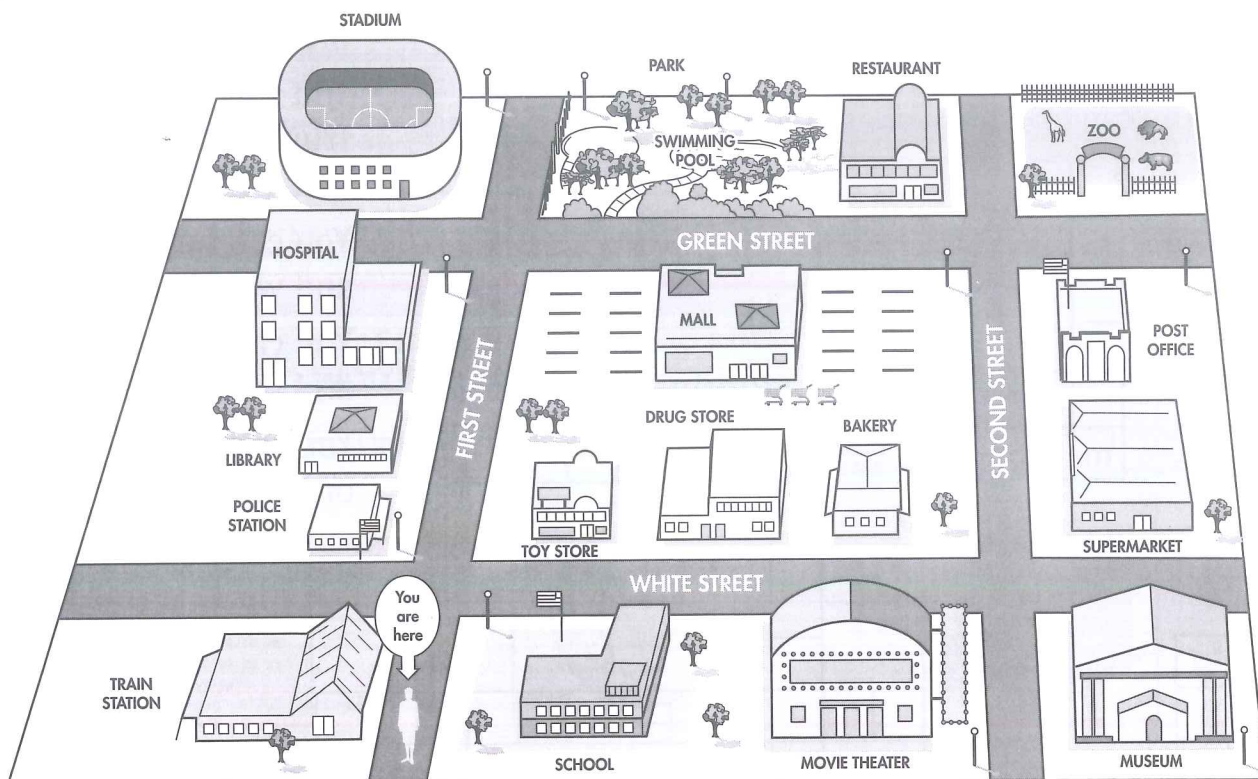 STADIUM
PARK
RESTAURANT
SWIMMING
POOL
ZOO
GREEN STREET
HOSPITAL
MALL
POST
OFFICE
FIRST STREET
SECOND STREET
DRUG STORE
BAKERY
LIBRARY
POLICE
STATION
TOY STORE
SUPERMARKET
WHITE STREET
You
are
here
TRAIN
STATION
SCHOOL
MOVIE THEATER
MUSEUM